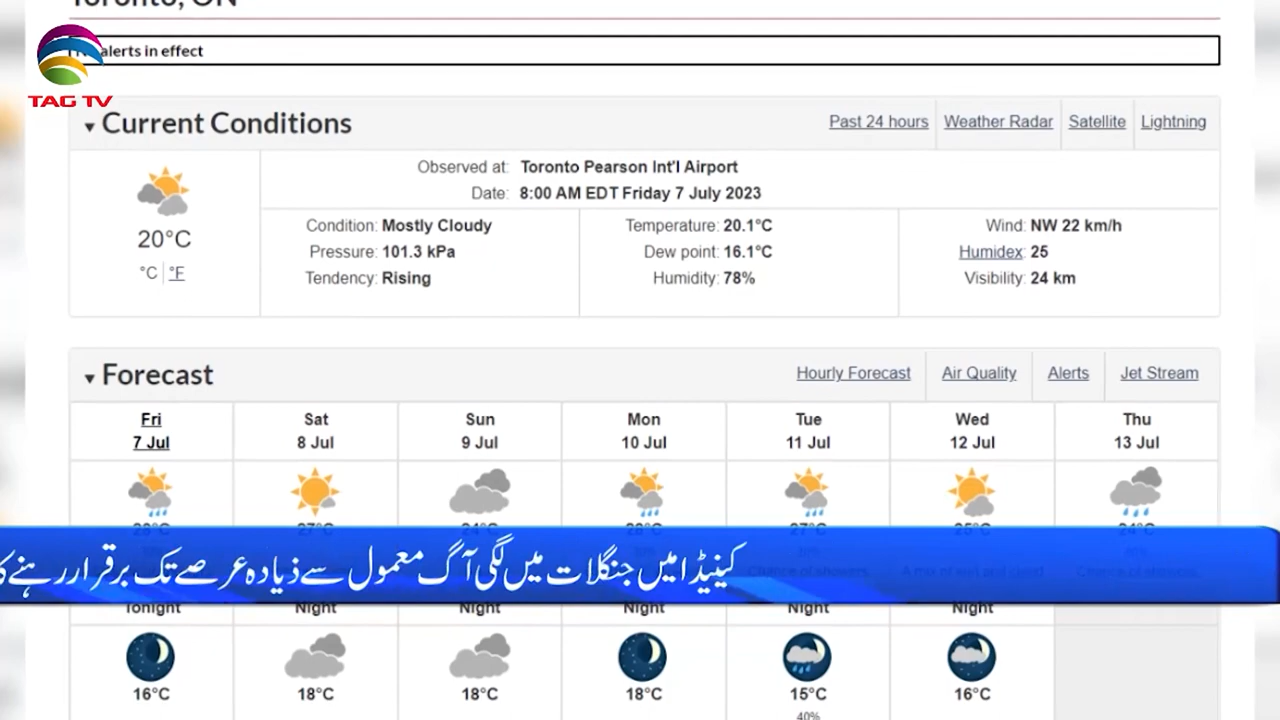 Toronto, ON
alerts in effect
TAG TV
Current Conditions
Past 24 hours
Weather Radar
Satellite
Lightning
Observed at: Toronto Pearson Int'l Airport
Date: 8:00 AM EDT Friday 7 July 2023
20°C
°C °F
Condition: Mostly Cloudy
Pressure: 101.3 kPa
Tendency: Rising
Temperature: 20.1°C
Dew point: 16.1°C
Humidity: 78%
Wind: NW 22 km/h
Humidex: 25
Visibility: 24 km
Forecast
Hourly Forecast
Air Quality
Alerts
Jet Stream
Fri Sat Sun Mon Tue Wed Thu
7 Jul 8 Jul 9 Jul 10 Jul 11 Jul 12 Jul 13 Jul
کینیڈا میں جنگلات میں لگی آگ معمول سے ذیادہ عرصے تک برقرار رہنے
Tonight Night Night Night Night Night
16°C 18°C 18°C 18°C 15°C 16°C
40%